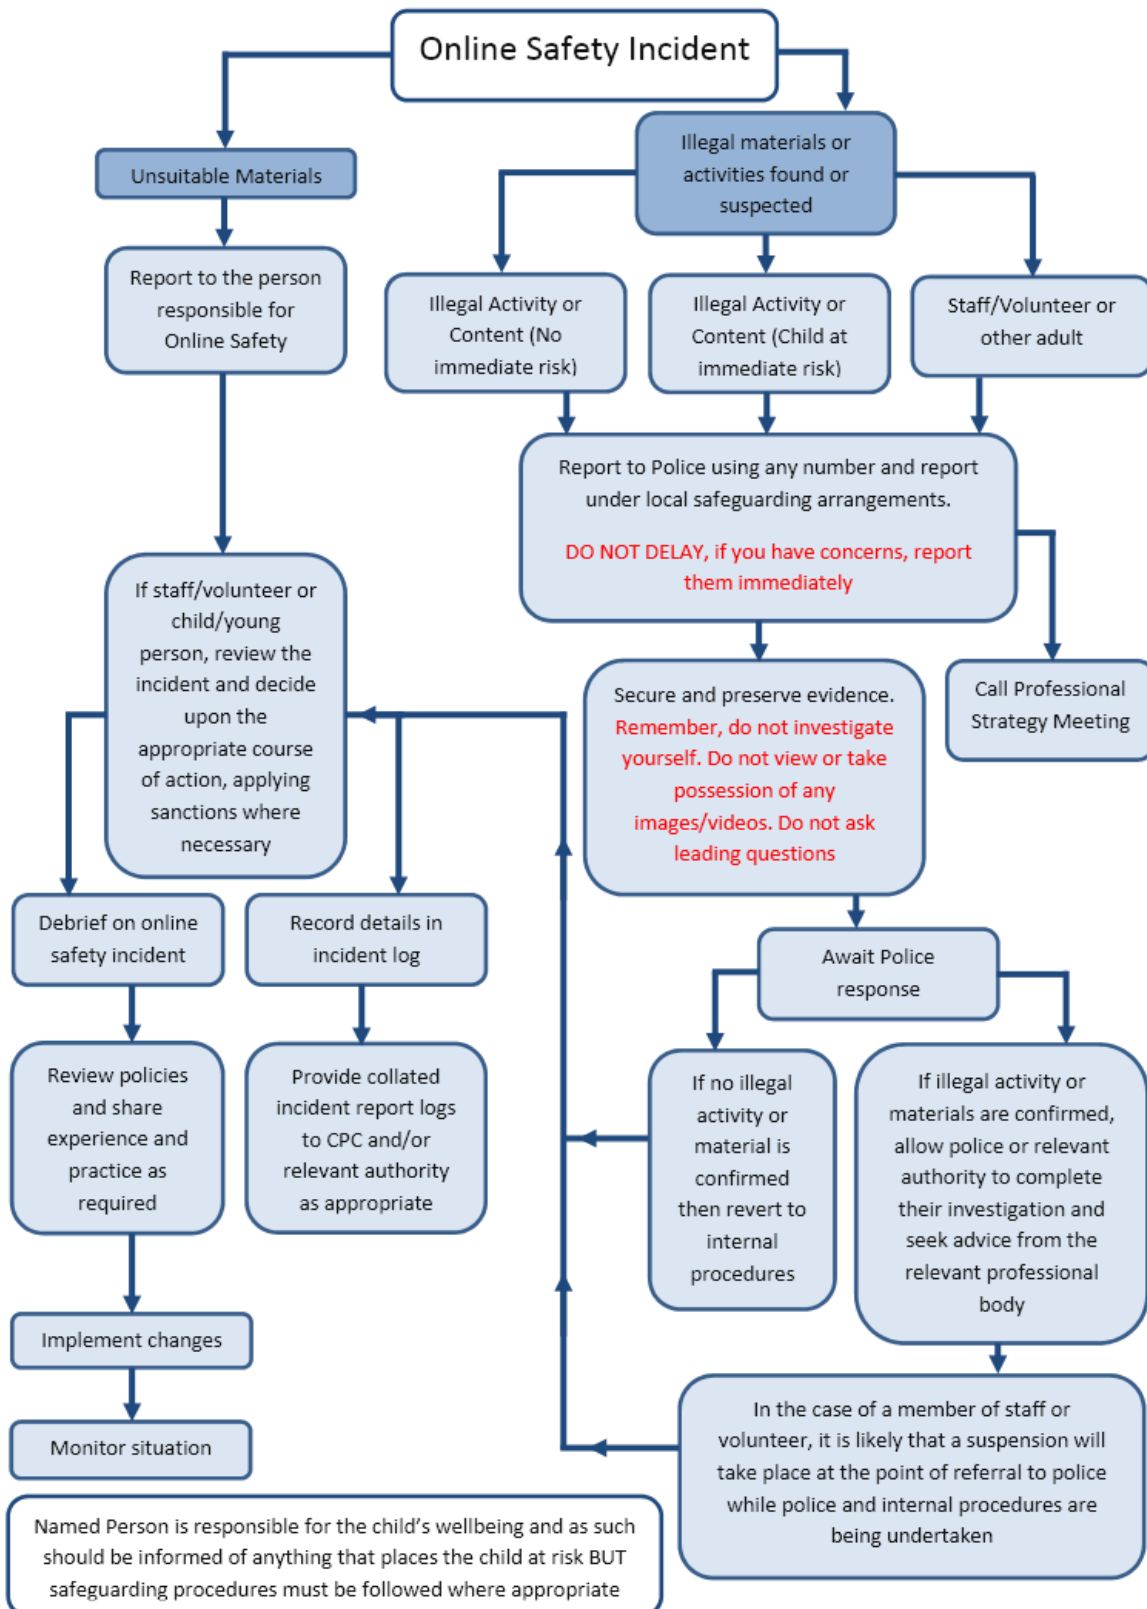 Online Safety Incident
Unsuitable Materials
Illegal materials or
activities found or
suspected
Report to the person
responsible for
Online Safety
Illegal Activity or
Content (No
immediate risk)
Illegal Activity or
Content (Child at
immediate risk)
Staff/Volunteer or
other adult
Report to Police using any number and report
under local safeguarding arrangements.
DO NOT DELAY, if you have concerns, report
them immediately
If staff/volunteer or
child/young
person, review the
incident and decide
upon the
appropriate course
of action, applying
sanctions where
necessary
Secure and preserve evidence.
Remember, do not investigate
yourself. Do not view or take
possession of any
images/videos. Do not ask
leading questions
Call Professional
Strategy Meeting
Debrief on online
safety incident
Record details in
incident log
Await Police
response
Review policies
and share
experience and
practice as
required
Provide collated
incident report logs
to CPC and/or
relevant authority
as appropriate
If no illegal
activity or
material is
confirmed
then revert to
internal
procedures
If illegal activity or
materials are confirmed,
allow police or relevant
authority to complete
their investigation and
seek advice from the
relevant professional
body
Implement changes
Monitor situation
In the case of a member of staff or
volunteer, it is likely that a suspension will
take place at the point of referral to police
while police and internal procedures are
being undertaken
Named Person is responsible for the child's wellbeing and as such
should be informed of anything that places the child at risk BUT
safeguarding procedures must be followed where appropriate